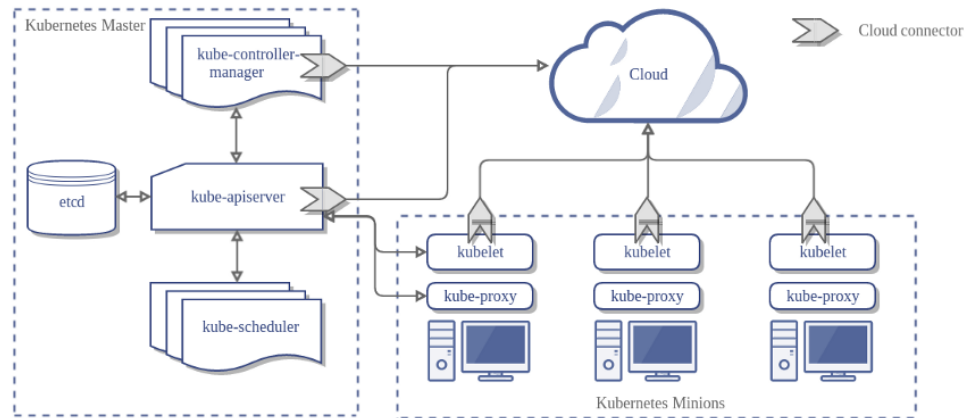 Kubernetes Master
kube-controller-
manager
Cloud
Cloud connector
etcd
kube-apiserver
kubelet
kubelet
kubelet
kube-proxy
kube-proxy
kube-proxy
kube-scheduler
Kubernetes Minions